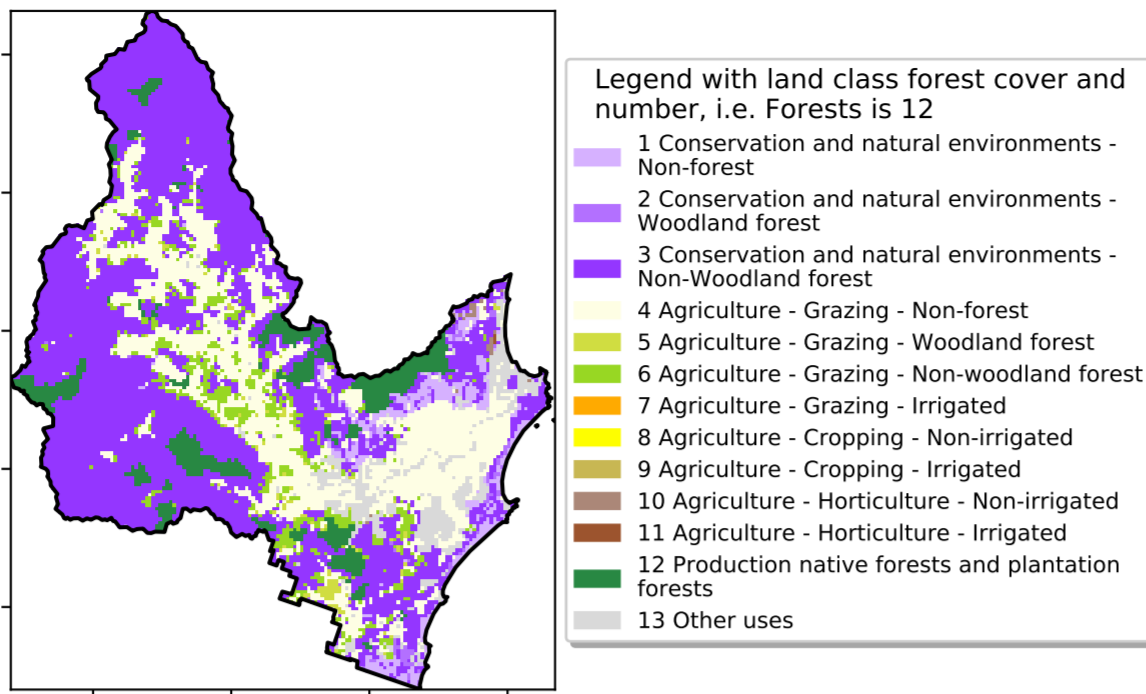 Legend with land class forest cover and
number, i.e. Forests is 12
1 Conservation and natural environments -
Non-forest
2 Conservation and natural environments -
Woodland forest
3 Conservation and natural environments -
Non-Woodland forest
4 Agriculture - Grazing - Non-forest
5 Agriculture - Grazing - Woodland forest
6 Agriculture - Grazing - Non-woodland forest
7 Agriculture - Grazing - Irrigated
8 Agriculture - Cropping - Non-irrigated
9 Agriculture - Cropping - Irrigated
10 Agriculture - Horticulture - Non-irrigated
11 Agriculture - Horticulture - Irrigated
12 Production native forests and plantation
forests
13 Other uses